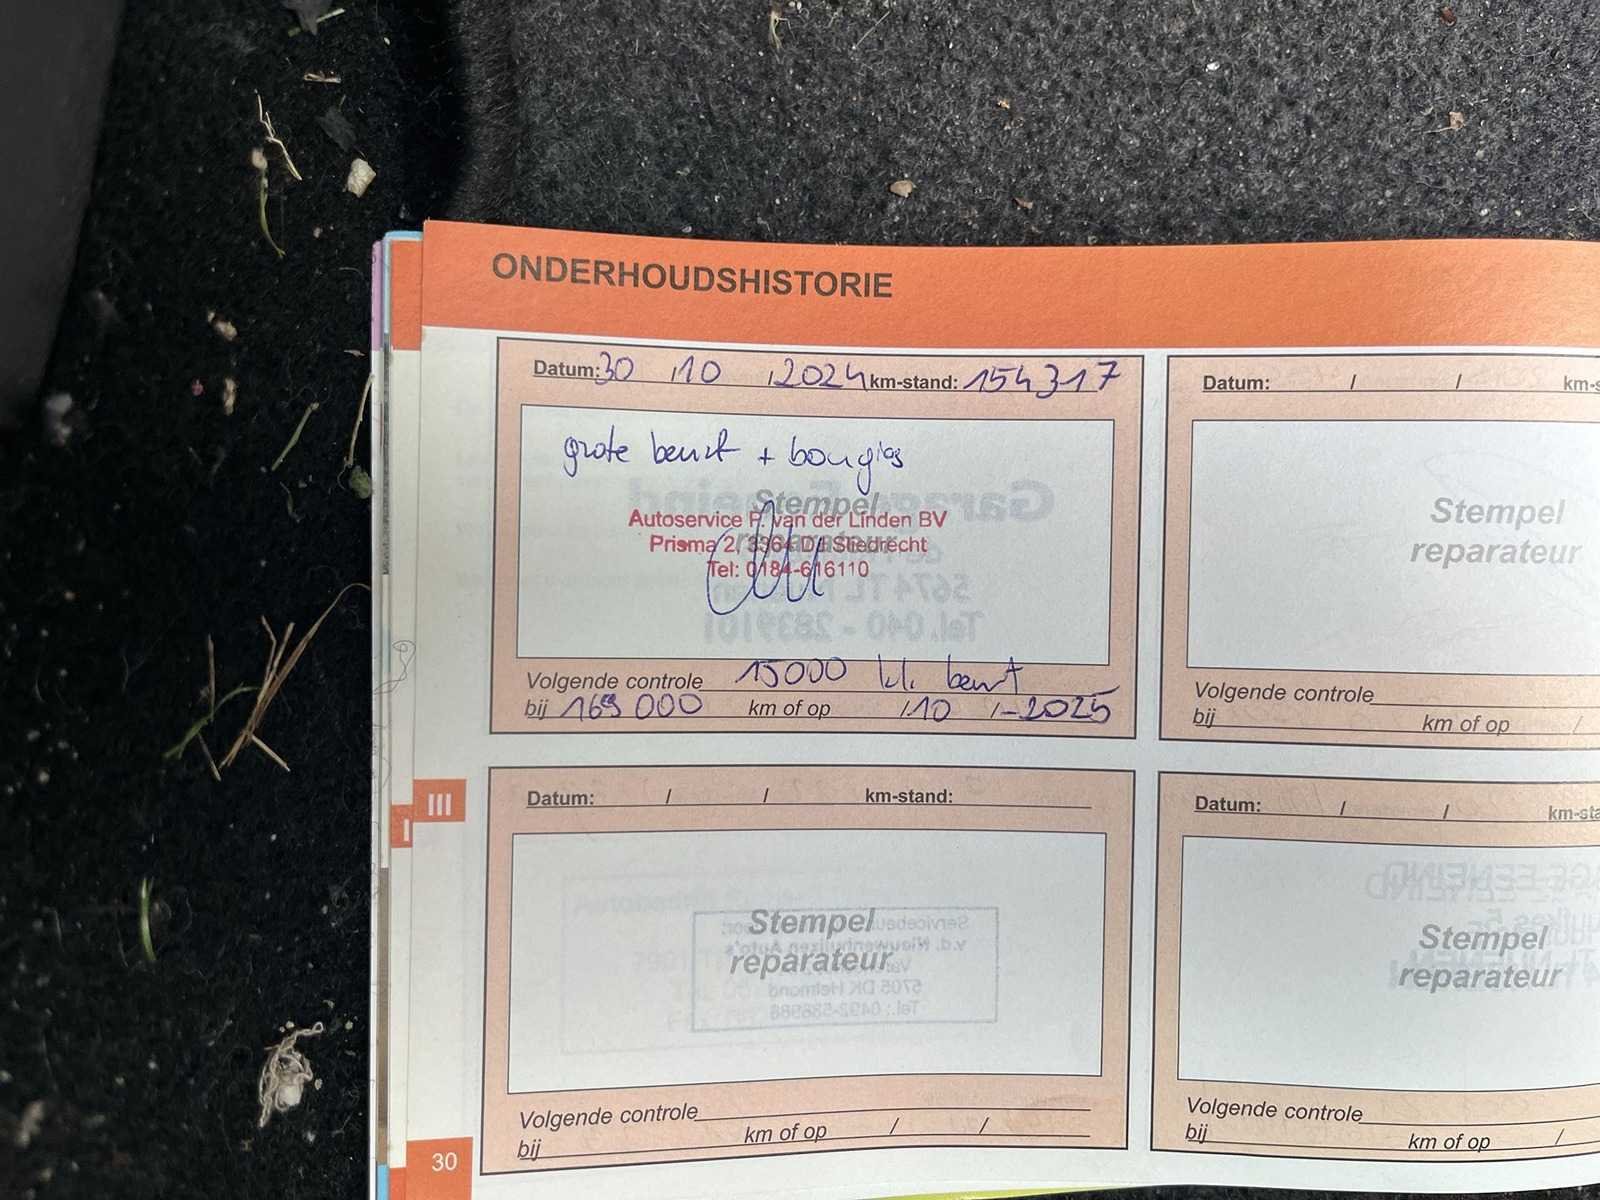 ONDERHOUDSHISTORIE
Datum: 30 / 10 / 2024 km-stand: 154317
grote beurt + bougies
Stempel
reparateur
Autoservice P. van der Linden BV
Prisma 2, 3364 DJ Sliedrecht
Tel: 0184-616110
Volgende controle 15000 kl. beurt
bij 169 000 km of op / 10 / - 2025
Datum: / / km-s
Stempel
reparateur
Volgende controle
bij km of op /
III
I
Datum: / / km-stand:
Stempel
reparateur
Volgende controle
bij km of op / /
Datum: / / km-sta
Stempel
reparateur
Volgende controle
bij km of op /
30